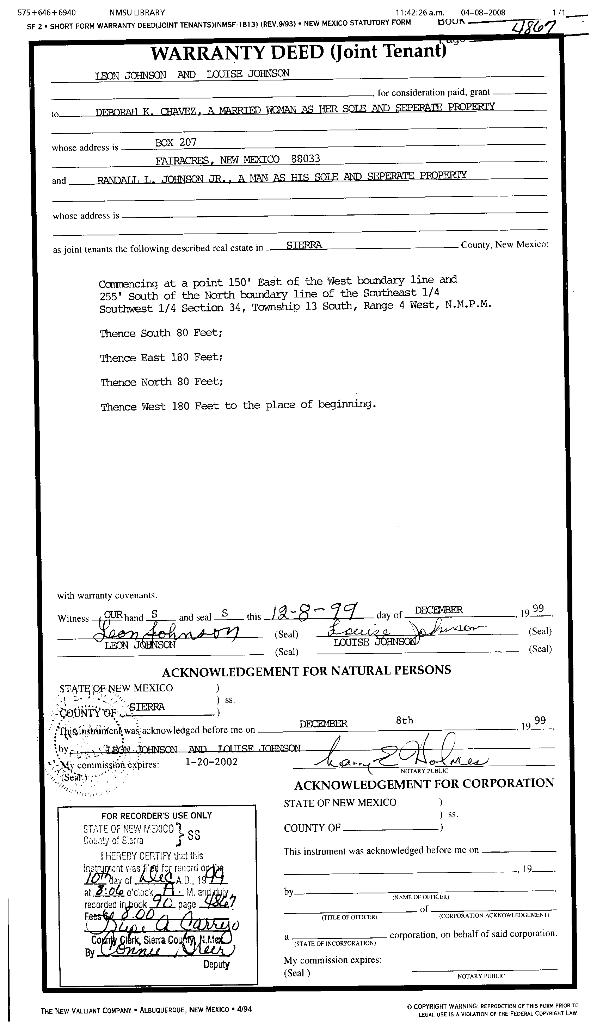 575+646+6940 NMSU LIBRARY 11:42:26 a.m. 04-08-2008 1/1
SF 2 • SHORT FORM WARRANTY DEED(JOINT TENANTS)(NMSF 1813) (REV.9/93) • NEW MEXICO STATUTORY FORM BOOK 4867
Page
WARRANTY DEED (Joint Tenant)
LEON JOHNSON AND LOUISE JOHNSON
, for consideration paid, grant
to DEBORAH K. CHAVEZ, A MARRIED WOMAN AS HER SOLE AND SEPERATE PROPERTY
whose address is BOX 207
FAIRACRES, NEW MEXICO 88033
and RANDALL L. JOHNSON JR., A MAN AS HIS SOLE AND SEPERATE PROPERTY
whose address is
as joint tenants the following described real estate in SIERRA County, New Mexico:
Commencing at a point 150' East of the West boundary line and
255' South of the North boundary line of the Southeast 1/4
Southwest 1/4 Section 34, Township 13 South, Range 4 West, N.M.P.M.
Thence South 80 Feet;
Thence East 180 Feet;
Thence North 80 Feet;
Thence West 180 Feet to the place of beginning.
with warranty covenants.
Witness OUR hand S and seal S this 12-8-99 day of DECEMBER 19 99
Leon Johnson (Seal) Louise Johnson (Seal)
LEON JOHNSON (Seal) LOUISE JOHNSON (Seal)
ACKNOWLEDGEMENT FOR NATURAL PERSONS
STATE OF NEW MEXICO )
) ss.
COUNTY OF SIERRA )
This instrument was acknowledged before me on DECEMBER 8th 19 99
by LEON JOHNSON AND LOUISE JOHNSON
My commission expires: 1-20-2002 Larry E Holmes
(Seal) NOTARY PUBLIC
FOR RECORDER'S USE ONLY
STATE OF NEW MEXICO } SS
County of Sierra
I HEREBY CERTIFY that this
instrument was filed for record on the
10th day of Dec A.D., 1999
at 8:06 o'clock A. M. and duly
recorded in book 90 page 4867
Fees $ 8.00
County Clerk, Sierra County, N.Mex.
By Connie Greer
Deputy
ACKNOWLEDGEMENT FOR CORPORATION
STATE OF NEW MEXICO )
) ss.
COUNTY OF )
This instrument was acknowledged before me on
, 19
by
(NAME OF OFFICER)
of
(TITLE OF OFFICER) (CORPORATION ACKNOWLEDGMENT)
a corporation, on behalf of said corporation.
(STATE OF INCORPORATION)
My commission expires:
(Seal) NOTARY PUBLIC
THE NEW VALLIANT COMPANY • ALBUQUERQUE, NEW MEXICO • 4/94
© COPYRIGHT WARNING: REPRODUCTION OF THIS FORM PRIOR TO
LEGAL USE IS A VIOLATION OF THE FEDERAL COPYRIGHT LAW